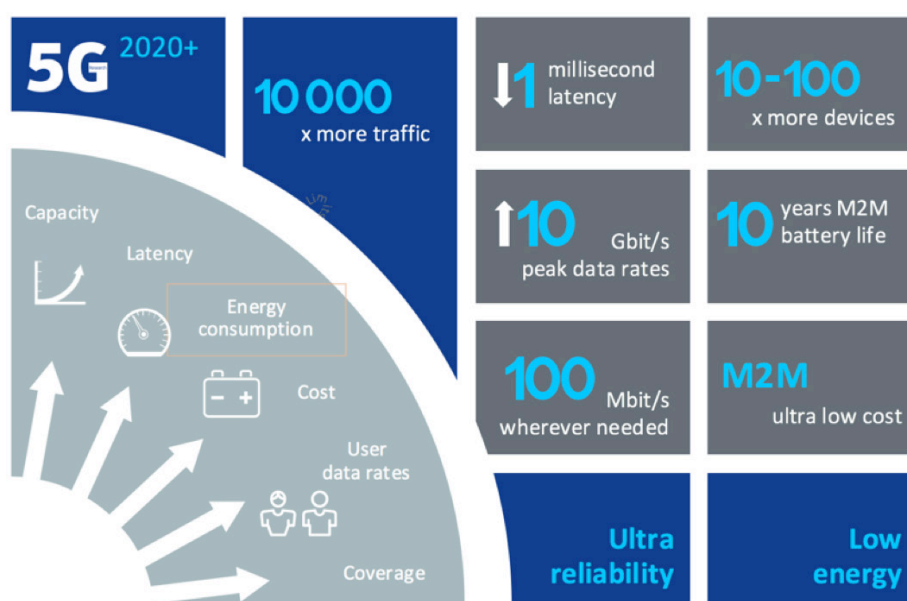 5G 2020+
10 000
x more traffic
1 millisecond
latency
10-100
x more devices
Capacity
Latency
Energy
consumption
Cost
User
data rates
Coverage
10 Gbit/s
peak data rates
10 years M2M
battery life
100 Mbit/s
wherever needed
M2M
ultra low cost
Ultra
reliability
Low
energy